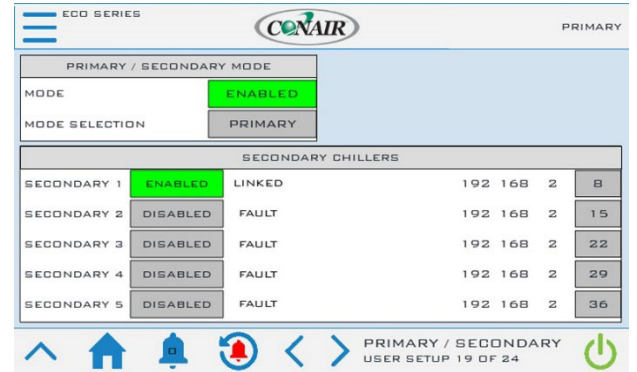 ECO SERIES
CONAIR
PRIMARY
PRIMARY / SECONDARY MODE
MODE ENABLED
MODE SELECTION PRIMARY
SECONDARY CHILLERS
SECONDARY 1 ENABLED LINKED 192 168 2 8
SECONDARY 2 DISABLED FAULT 192 168 2 15
SECONDARY 3 DISABLED FAULT 192 168 2 22
SECONDARY 4 DISABLED FAULT 192 168 2 29
SECONDARY 5 DISABLED FAULT 192 168 2 36
0
PRIMARY / SECONDARY
USER SETUP 19 OF 24